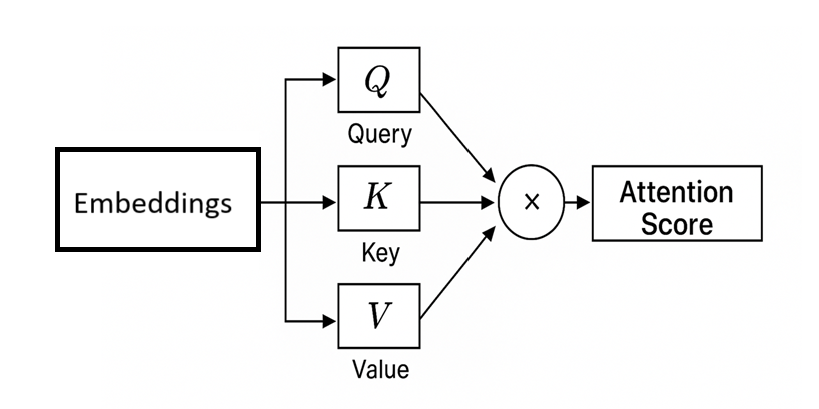 Embeddings
Q
Query
K
Key
V
Value
×
Attention
Score